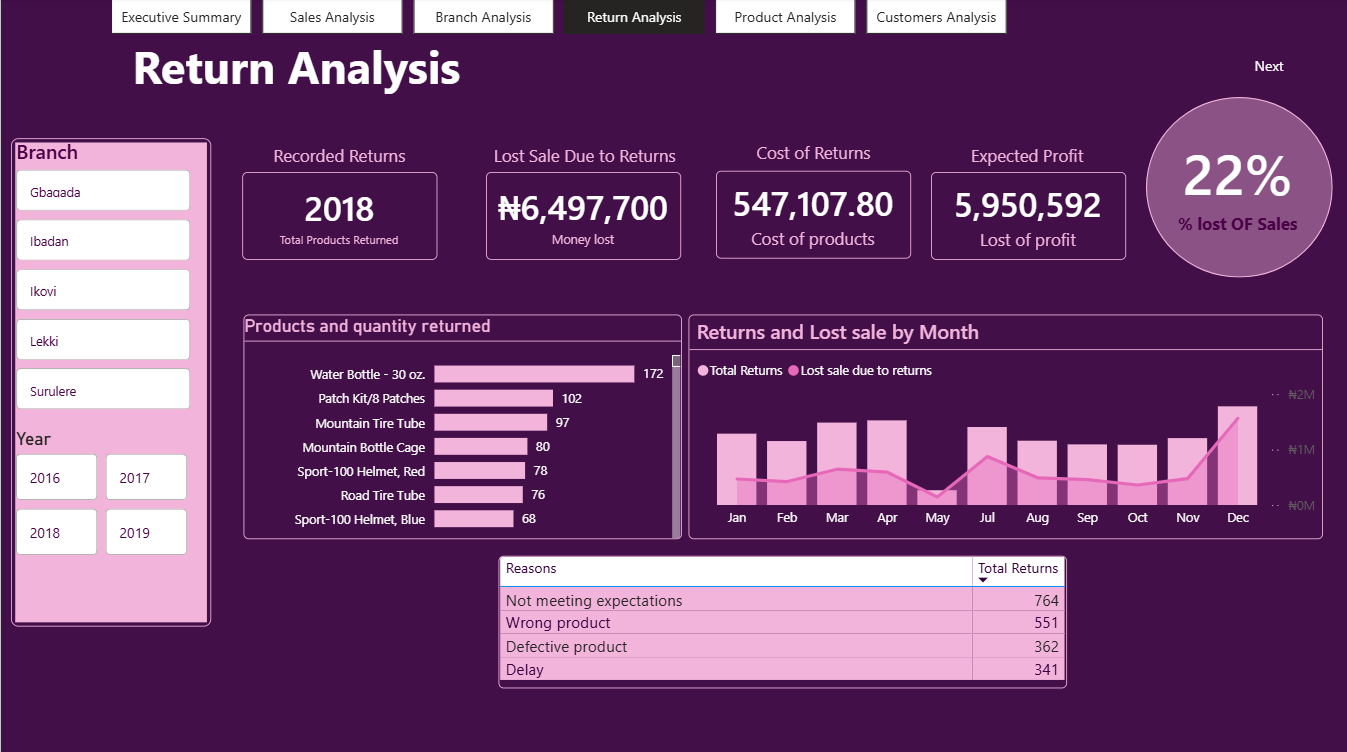 Executive Summary
Sales Analysis
Branch Analysis
Return Analysis
Product Analysis
Customers Analysis
Return Analysis
Next
Branch
Gbagada
Ibadan
Ikoyi
Lekki
Surulere
Year
2016
2017
2018
2019
Recorded Returns
2018
Total Products Returned
Lost Sale Due to Returns
₦6,497,700
Money lost
Cost of Returns
547,107.80
Cost of products
Expected Profit
5,950,592
Lost of profit
22%
% lost OF Sales
Products and quantity returned
Water Bottle - 30 oz. 172
Patch Kit/8 Patches 102
Mountain Tire Tube 97
Mountain Bottle Cage 80
Sport-100 Helmet, Red 78
Road Tire Tube 76
Sport-100 Helmet, Blue 68
Returns and Lost sale by Month
Total Returns Lost sale due to returns
₦2M
₦1M
₦0M
Jan Feb Mar Apr May Jul Aug Sep Oct Nov Dec
Reasons Total Returns
Not meeting expectations 764
Wrong product 551
Defective product 362
Delay 341